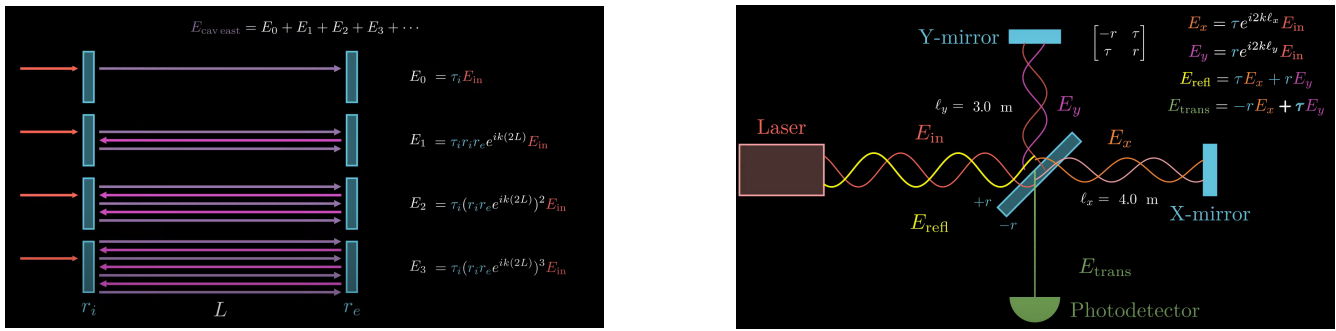 E_cav east = E_0 + E_1 + E_2 + E_3 + ···
E_0 = τ_i E_in
E_1 = τ_i r_i r_e e^{ik(2L)} E_in
E_2 = τ_i (r_i r_e e^{ik(2L)})^2 E_in
E_3 = τ_i (r_i r_e e^{ik(2L)})^3 E_in
r_i L r_e
Y-mirror
[−r τ
τ r]
E_x = τe^{i2kℓ_x} E_in
E_y = re^{i2kℓ_y} E_in
E_refl = τE_x + rE_y
E_trans = −rE_x + τE_y
ℓ_y = 3.0 m
E_y
Laser
E_in
E_x
+r
−r
ℓ_x = 4.0 m
X-mirror
E_refl
E_trans
Photodetector